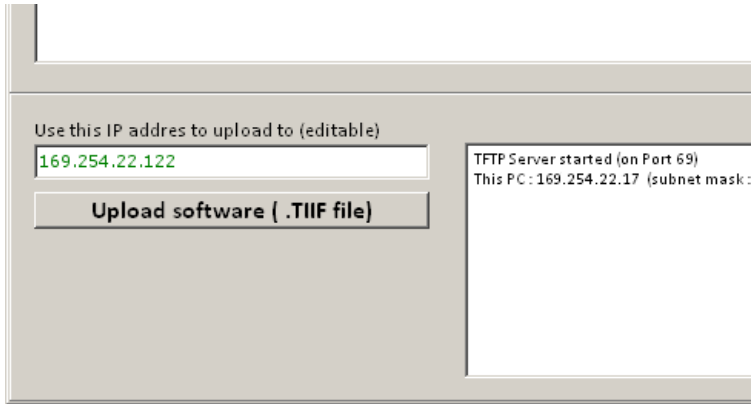 Use this IP addres to upload to (editable)
169.254.22.122
Upload software ( .TIIF file)
TFTP Server started (on Port 69)
This PC : 169.254.22.17 (subnet mask :